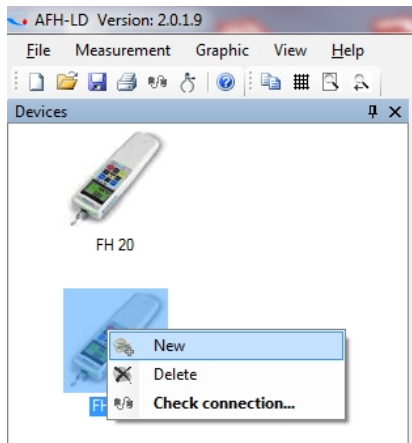 AFH-LD Version: 2.0.1.9
File Measurement Graphic View Help
Devices
FH 20
New
Delete
FH
Check connection...